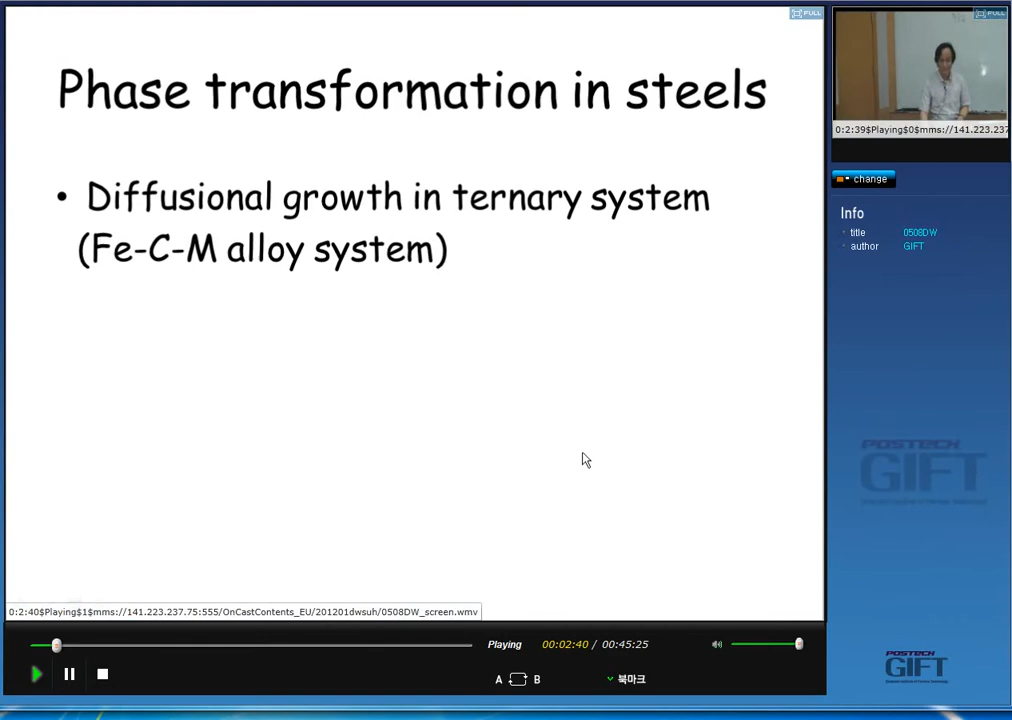 FULL
Phase transformation in steels
• Diffusional growth in ternary system
(Fe-C-M alloy system)
0:2:40$Playing$1$mms://141.223.237.75:555/OnCastContents_EU/201201dwsuh/0508DW_screen.wmv
Playing 00:02:40 / 00:45:25
A B
북마크
FULL
0:2:39$Playing$0$mms://141.223.237
change
Info
title 0508DW
author GIFT
POSTECH
GIFT
POSTECH
GIFT